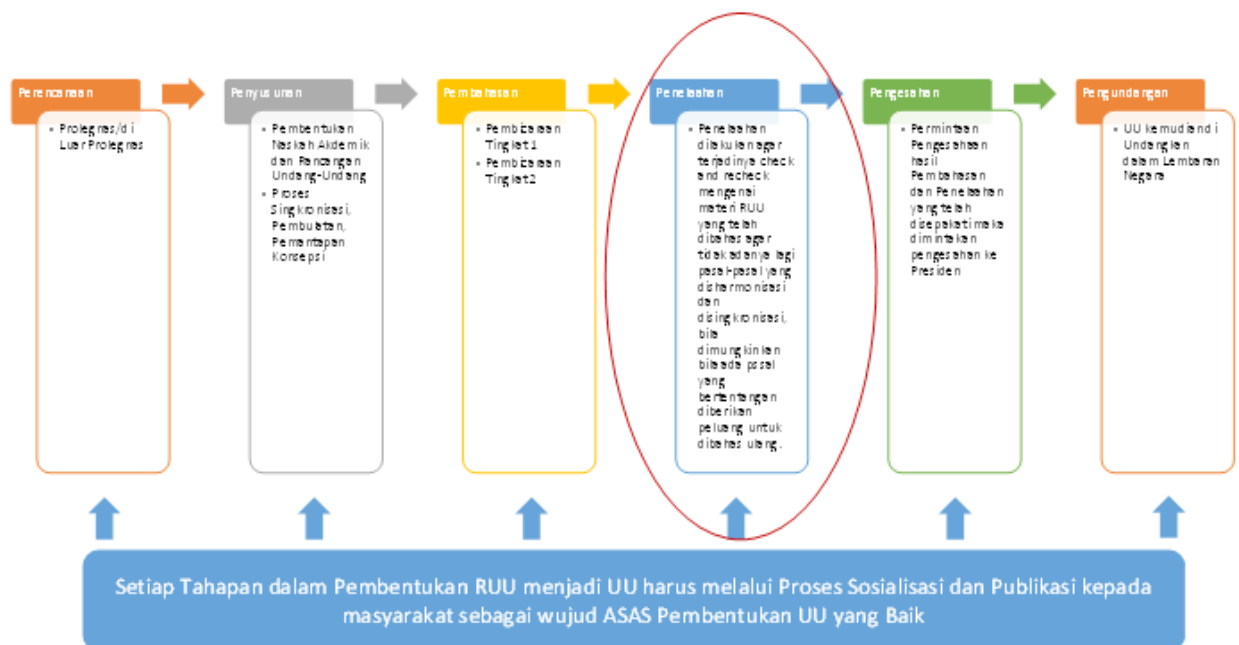 Perencanaan
Prolegnas/di
Luar Prolegnas
Penyusunan
Pembentukan
Naskah Akdemik
dan Rancangan
Undang-Undang
Proses
Singkronisasi,
Pembuatan,
Pemantapan
Konsepsi
Pembahasan
Pembicaraan
Tingkat 1
Pembicaraan
Tingkat 2
Penelaahan
Penelaahan
dilakukan agar
terjadinya check
and recheck
mengenai
materi RUU
yang telah
dibahas agar
tidak adanya lagi
pasal-pasal yang
disharmonisasi
dan
disingkronisasi,
bila
dimungkinkan
bila ada pssal
yang
bertentangan
diberikan
peluang untuk
dibahas ulang.
Pengesahan
Permintaan
Pengesahaan
hasil
Pembahasan
dan Penelaahan
yang telah
disepakati maka
dimintakan
pengesahan ke
Presiden
Pengundangan
UU kemudian di
Undangkan
dalam Lembaran
Negara
Setiap Tahapan dalam Pembentukan RUU menjadi UU harus melalui Proses Sosialisasi dan Publikasi kepada
masyarakat sebagai wujud ASAS Pembentukan UU yang Baik